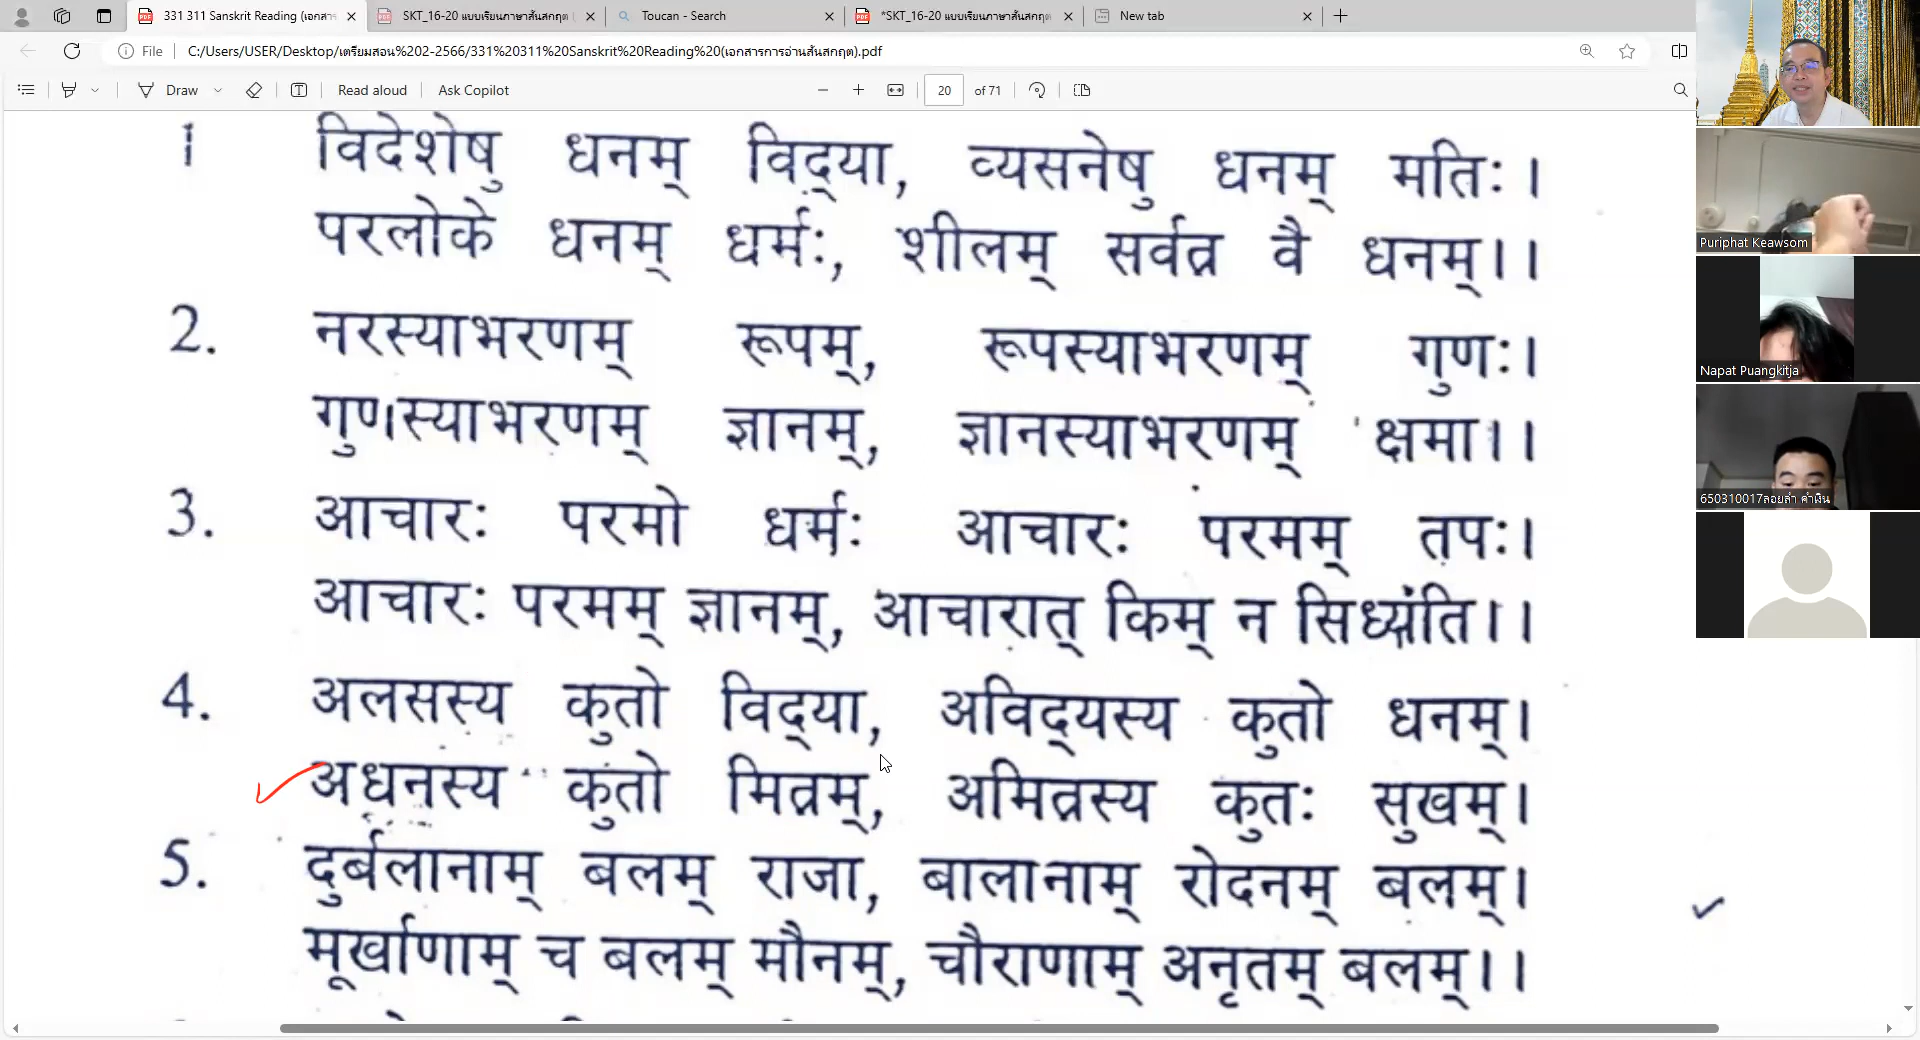 331 311 Sanskrit Reading (เอกสาร
SKT_16-20 แบบเรียนภาษาสันสกฤต
Toucan - Search
*SKT_16-20 แบบเรียนภาษาสันสกฤต
New tab
File
C:/Users/USER/Desktop/เตรียมสอน%202-2566/331%20311%20Sanskrit%20Reading%20(เอกสารการอ่านสันสกฤต).pdf
Draw
Read aloud
Ask Copilot
20 of 71
1 विदेशेषु धनम् विद्‌या, व्यसनेषु धनम् मतिः।
परलोके धनम् धर्मः, शीलम् सर्वत्र वै धनम्।।
2. नरस्याभरणम् रूपम्, रूपस्याभरणम् गुणः।
गुणस्याभरणम् ज्ञानम्, ज्ञानस्याभरणम् क्षमा।।
3. आचारः परमो धर्मः आचारः परमम् तपः।
आचारः परमम् ज्ञानम्, आचारात् किम् न सिध्यंति।।
4. अलसस्य कुतो विद्‌या, अविद्‌यस्य कुतो धनम्।
अधनस्य कुतो मित्रम्, अमित्रस्य कुतः सुखम्।
5. दुर्बलानाम् बलम् राजा, बालानाम् रोदनम् बलम्।
मूर्खाणाम् च बलम् मौनम्, चौराणाम् अनृतम् बलम्।।
Puriphat Keawsom
Napat Puangkitja
650310017ลอยลำ คำฝัน